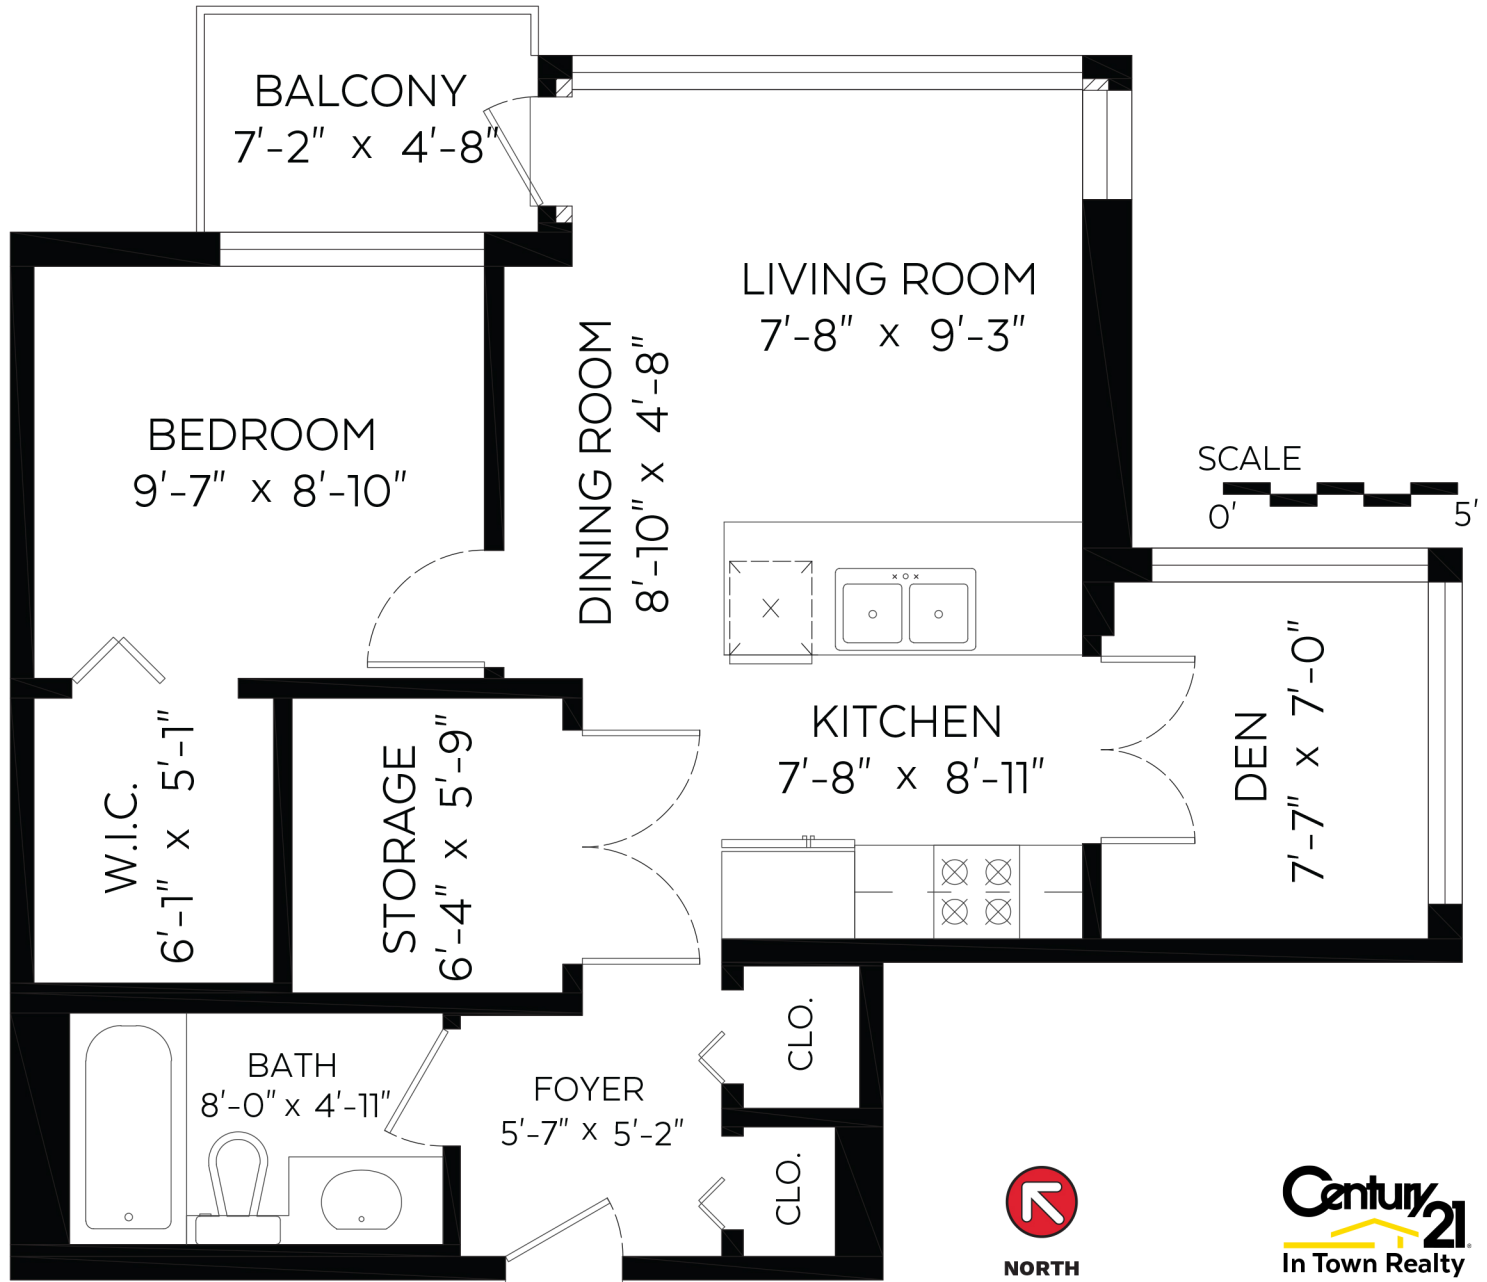 BALCONY
7'-2" x 4'-8"
LIVING ROOM
7'-8" x 9'-3"
DINING ROOM
8'-10" x 4'-8"
BEDROOM
9'-7" x 8'-10"
SCALE
0'
5'
KITCHEN
7'-8" x 8'-11"
DEN
7'-7" x 7'-0"
W.I.C.
6'-1" x 5'-1"
STORAGE
6'-4" x 5'-9"
CLO.
BATH
8'-0" x 4'-11"
FOYER
5'-7" x 5'-2"
CLO.
NORTH
Century 21®
In Town Realty